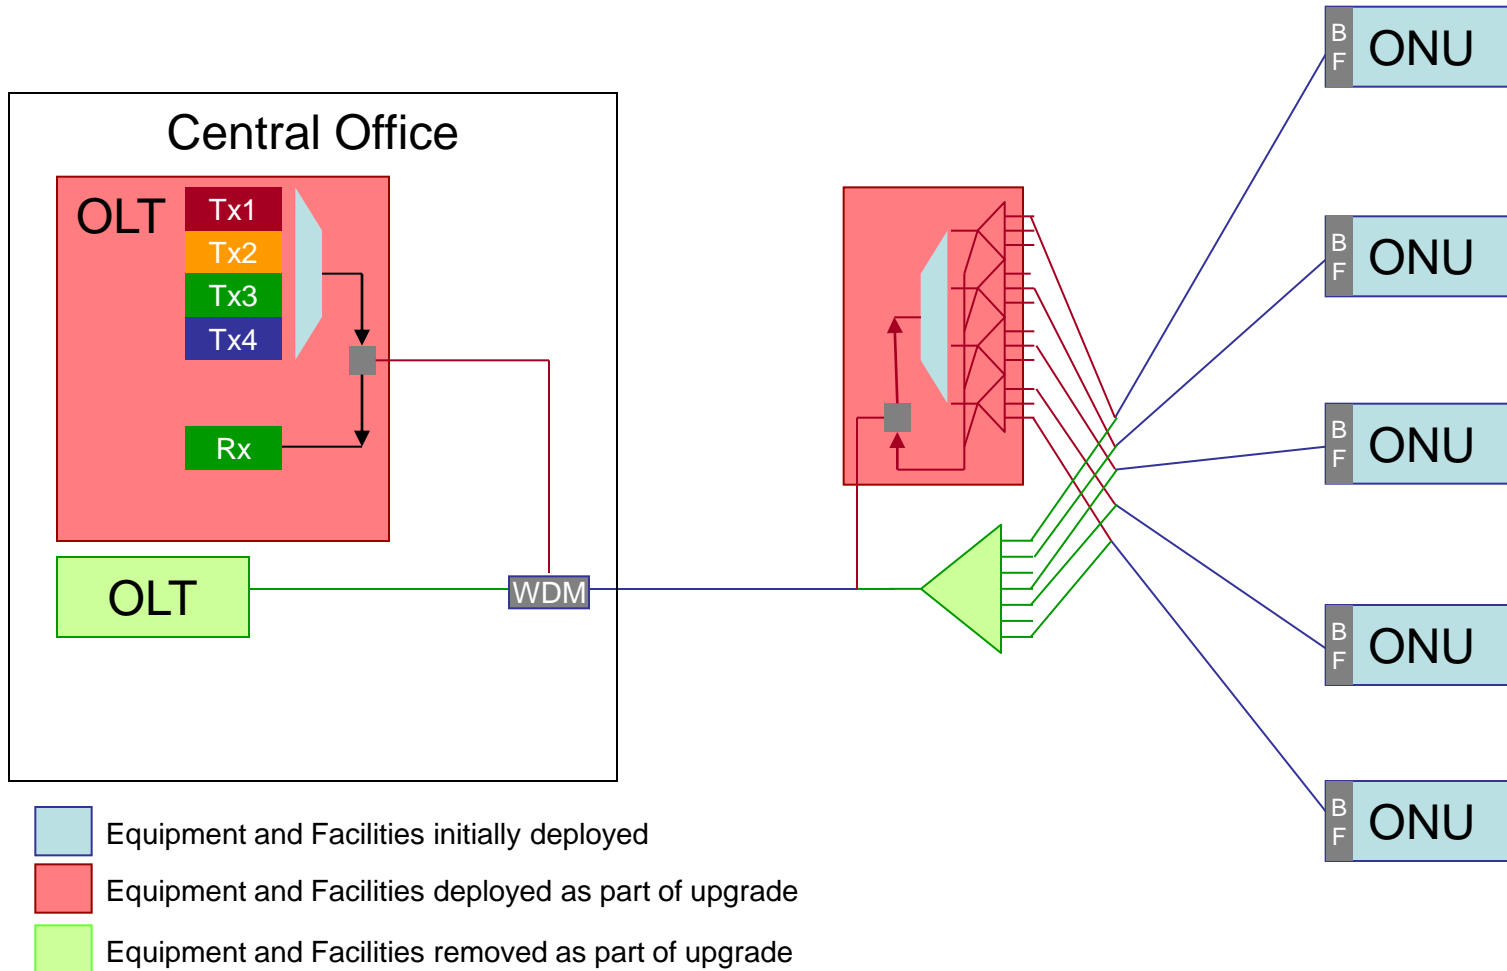 Central Office
OLT
Tx1
Tx2
Tx3
Tx4
Rx
OLT
WDM
B
F
ONU
B
F
ONU
B
F
ONU
B
F
ONU
B
F
ONU
Equipment and Facilities initially deployed
Equipment and Facilities deployed as part of upgrade
Equipment and Facilities removed as part of upgrade